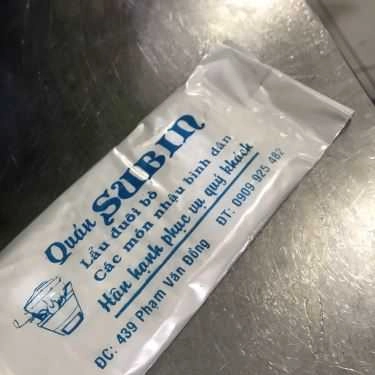 Quán SUBIN
Lẩu đuôi bò
Các món nhậu bình dân
Hân hạnh phục vụ quý khách
ĐC: 439 Phạm Văn Đồng ĐT: 0909 925 482